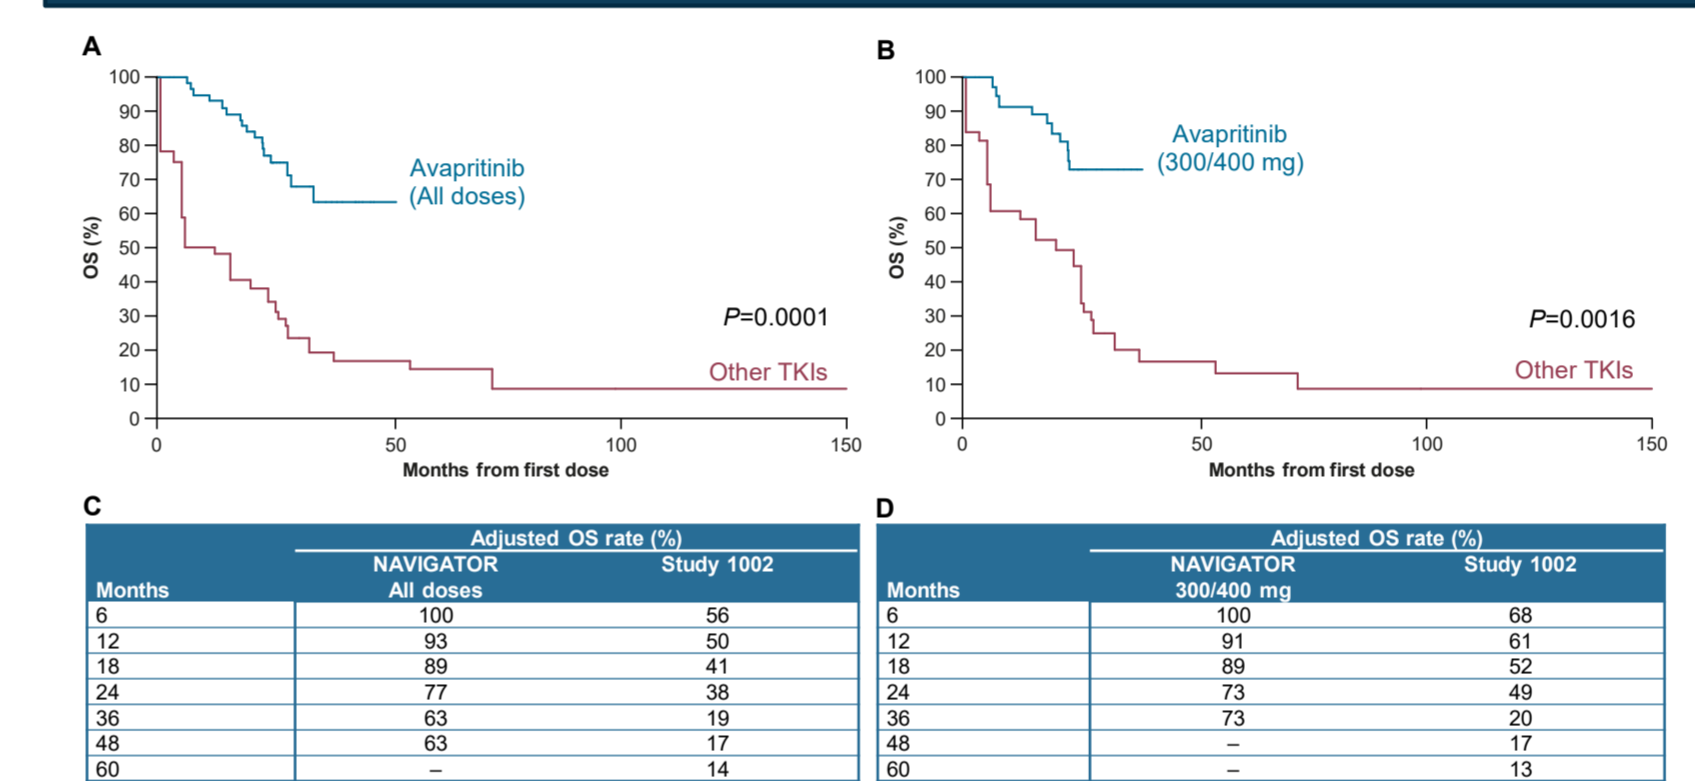 A
100
90
80
70
60
50
40
30
20
10
0
OS (%)
Avapritinib
(All doses)
P=0.0001
Other TKIs
0 50 100 150
Months from first dose
B
100
90
80
70
60
50
40
30
20
10
0
OS (%)
Avapritinib
(300/400 mg)
P=0.0016
Other TKIs
0 50 100 150
Months from first dose
C
Adjusted OS rate (%)
NAVIGATOR Study 1002
Months All doses
6 100 56
12 93 50
18 89 41
24 77 38
36 63 19
48 63 17
60 – 14
D
Adjusted OS rate (%)
NAVIGATOR Study 1002
Months 300/400 mg
6 100 68
12 91 61
18 89 52
24 73 49
36 73 20
48 – 17
60 – 13